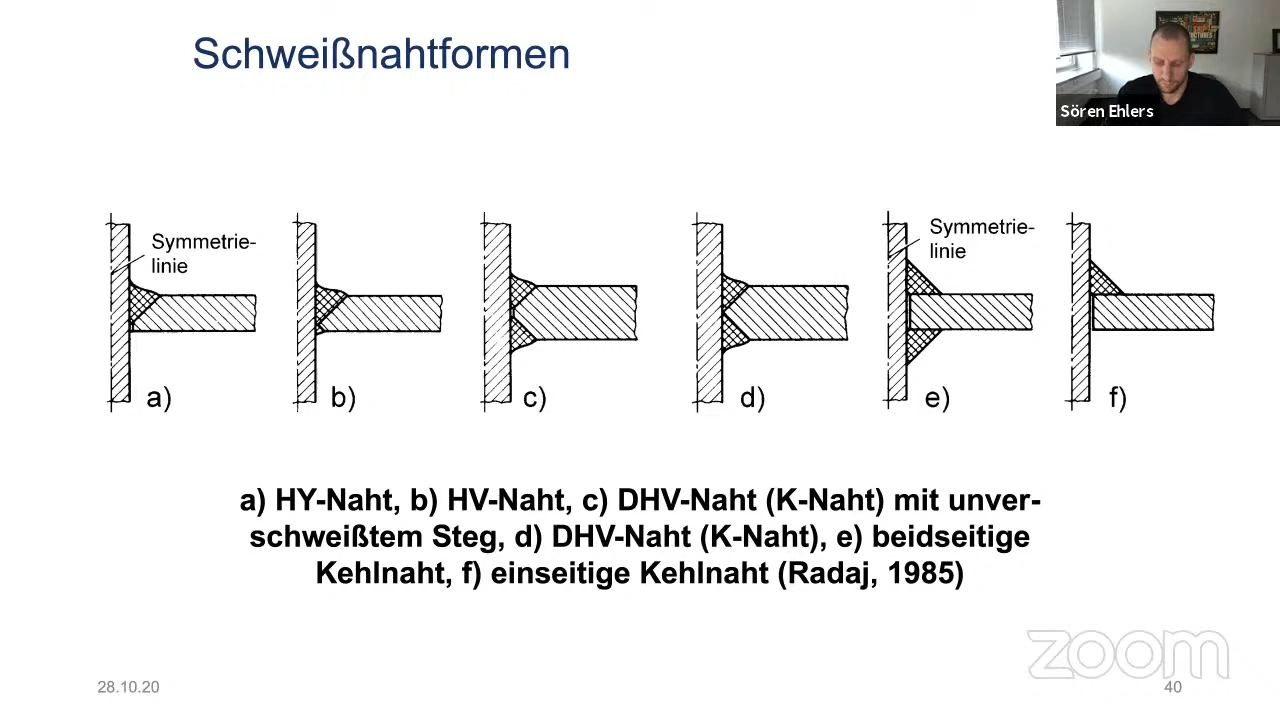 Schweißnahtformen
Sören Ehlers
Symmetrie-
linie
Symmetrie-
linie
a)
b)
c)
d)
e)
f)
a) HY-Naht, b) HV-Naht, c) DHV-Naht (K-Naht) mit unver-
schweißtem Steg, d) DHV-Naht (K-Naht), e) beidseitige
Kehlnaht, f) einseitige Kehlnaht (Radaj, 1985)
zoom
28.10.20
40